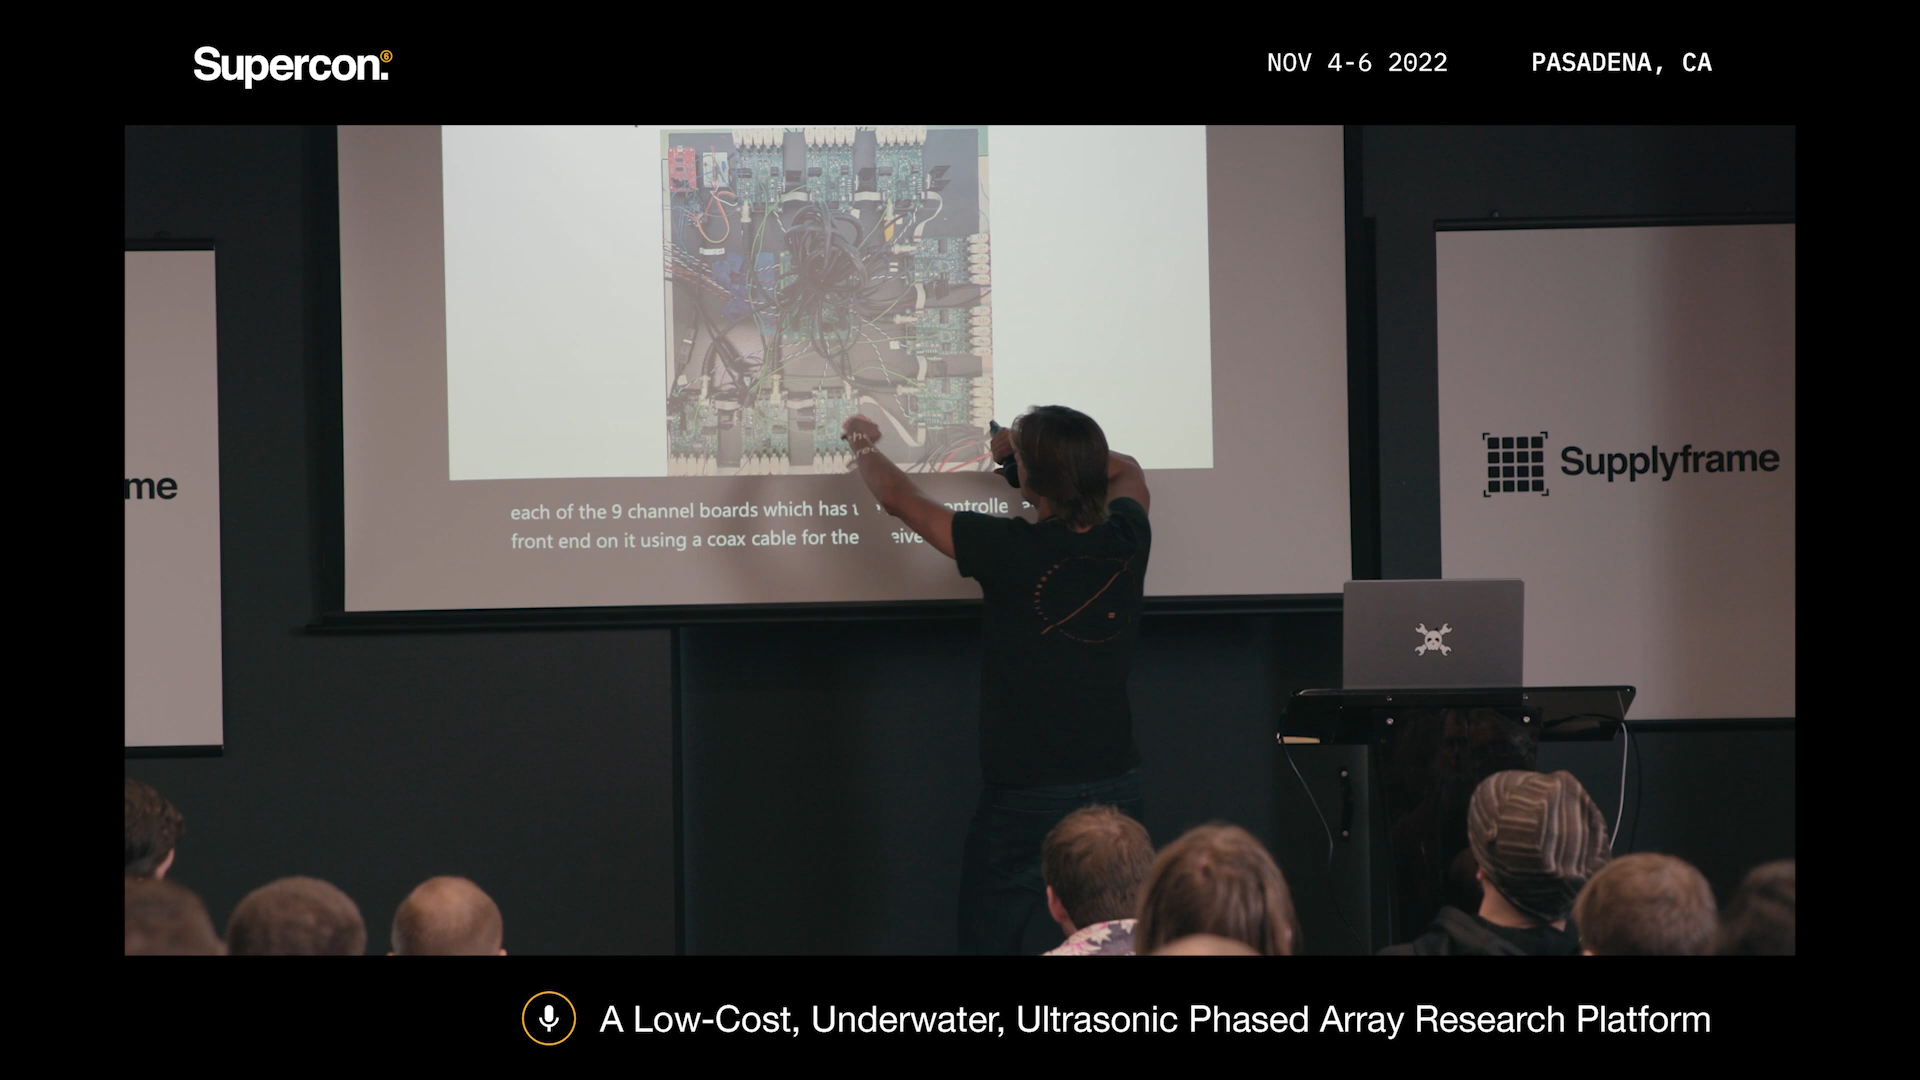 Supercon.6
NOV 4-6 2022
PASADENA, CA
each of the 9 channel boards which has
front end on it using a coax cable for the
me
Supplyframe
A Low-Cost, Underwater, Ultrasonic Phased Array Research Platform